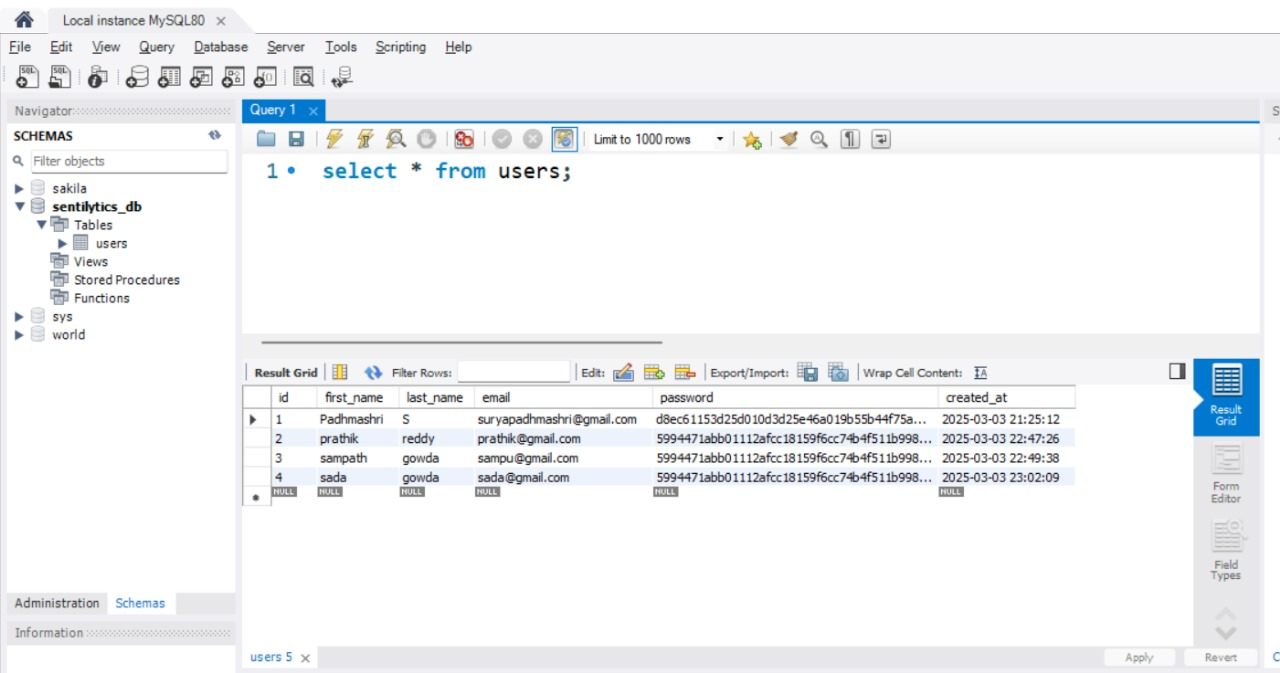 Local instance MySQL80 ×
File Edit View Query Database Server Tools Scripting Help
Navigator
SCHEMAS
Filter objects
sakila
sentilytics_db
Tables
users
Views
Stored Procedures
Functions
sys
world
Administration Schemas
Information
Query 1 ×
Limit to 1000 rows
1 • select * from users;
Result Grid Filter Rows: Edit: Export/Import: Wrap Cell Content: IA
id first_name last_name email password created_at
1 Padhmashri S suryapadhmashri@gmail.com d8ec61153d25d010d3d25e46a019b55b44f75a... 2025-03-03 21:25:12
2 prathik reddy prathik@gmail.com 5994471abb01112afcc18159f6cc74b4f511b998... 2025-03-03 22:47:26
3 sampath gowda sampu@gmail.com 5994471abb01112afcc18159f6cc74b4f511b998... 2025-03-03 22:49:38
4 sada gowda sada@gmail.com 5994471abb01112afcc18159f6cc74b4f511b998... 2025-03-03 23:02:09
NULL NULL NULL NULL NULL NULL
Result
Grid
Form
Editor
Field
Types
users 5 ×
Apply Revert